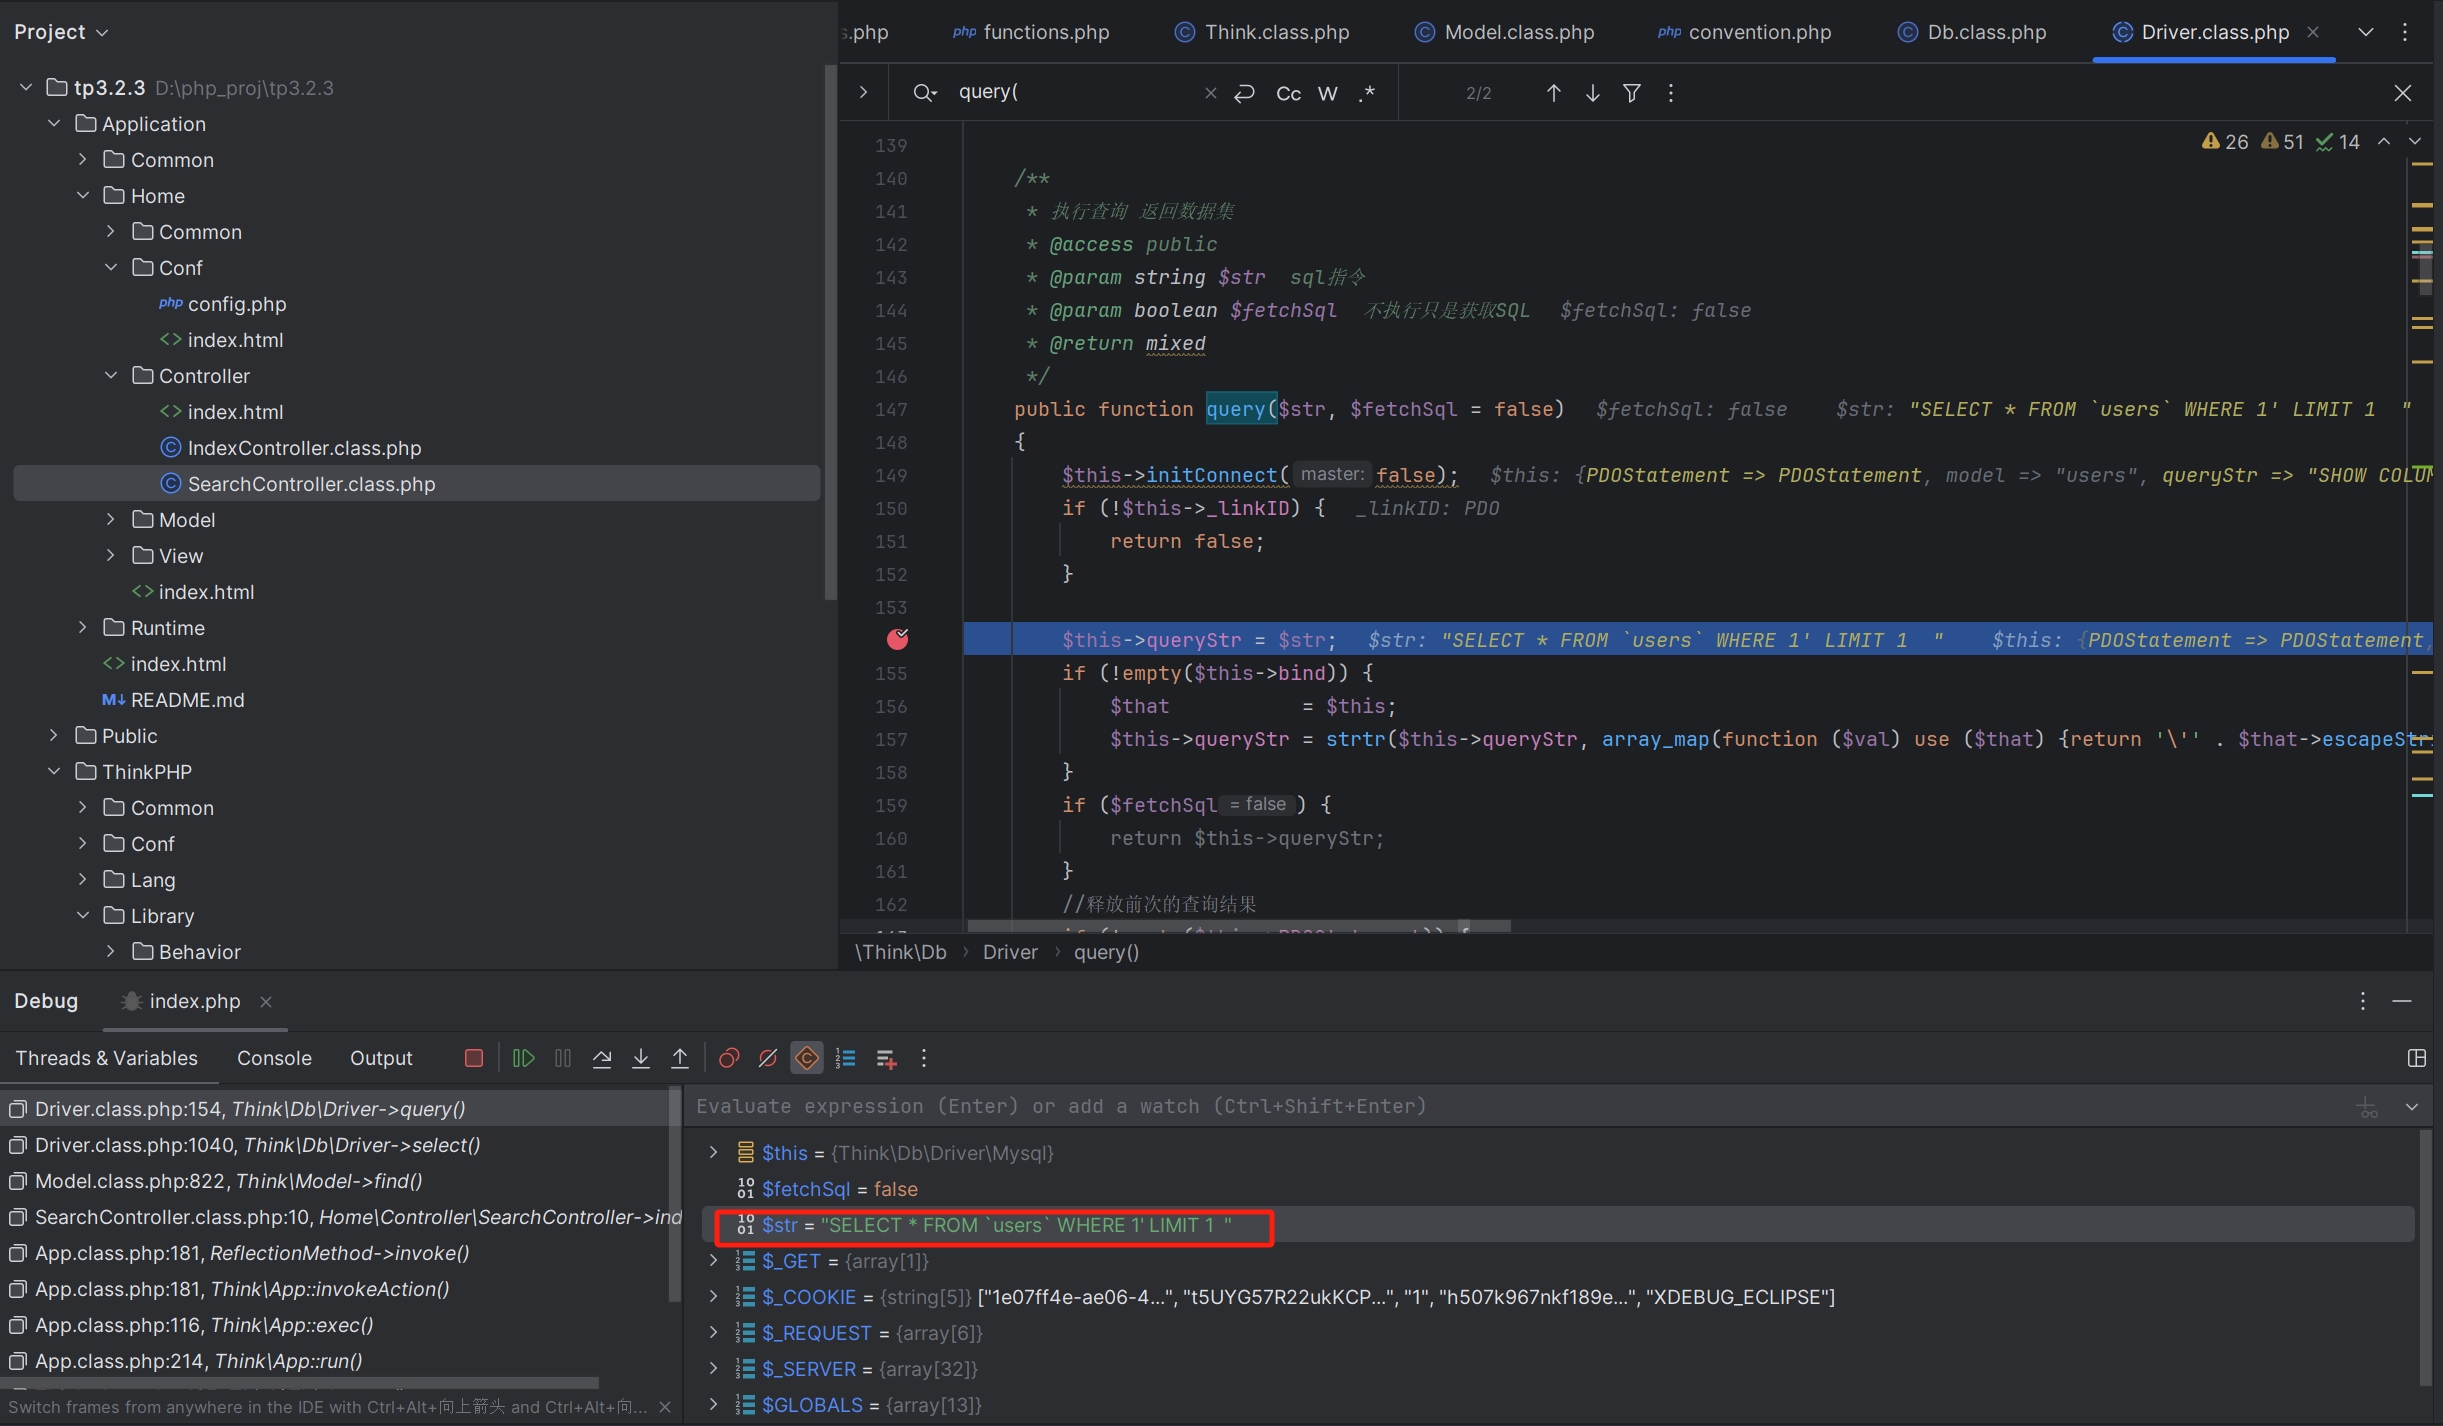 Project
tp3.2.3 D:\php_proj\tp3.2.3
Application
Common
Home
Common
Conf
php config.php
<> index.html
Controller
<> index.html
IndexController.class.php
SearchController.class.php
Model
View
<> index.html
Runtime
<> index.html
M↓ README.md
Public
ThinkPHP
Common
Conf
Lang
Library
Behavior
s.php php functions.php Think.class.php Model.class.php php convention.php Db.class.php Driver.class.php
query( Cc W .* 2/2
26 51 14
139
140 /**
141 * 执行查询 返回数据集
142 * @access public
143 * @param string $str sql指令
144 * @param boolean $fetchSql 不执行只是获取SQL $fetchSql: false
145 * @return mixed
146 */
147 public function query($str, $fetchSql = false) $fetchSql: false $str: "SELECT * FROM `users` WHERE 1' LIMIT 1  "
148 {
149 $this->initConnect( master: false); $this: {PDOStatement => PDOStatement, model => "users", queryStr => "SHOW COLUM
150 if (!$this->_linkID) { _linkID: PDO
151 return false;
152 }
153
$this->queryStr = $str; $str: "SELECT * FROM `users` WHERE 1' LIMIT 1  " $this: {PDOStatement => PDOStatement,
155 if (!empty($this->bind)) {
156 $that = $this;
157 $this->queryStr = strtr($this->queryStr, array_map(function ($val) use ($that) {return '\'' . $that->escapeStr
158 }
159 if ($fetchSql = false ) {
160 return $this->queryStr;
161 }
162 //释放前次的查询结果
\Think\Db › Driver › query()
Debug index.php
Threads & Variables Console Output
Driver.class.php:154, Think\Db\Driver->query()
Driver.class.php:1040, Think\Db\Driver->select()
Model.class.php:822, Think\Model->find()
SearchController.class.php:10, Home\Controller\SearchController->ind
App.class.php:181, ReflectionMethod->invoke()
App.class.php:181, Think\App::invokeAction()
App.class.php:116, Think\App::exec()
App.class.php:214, Think\App::run()
Switch frames from anywhere in the IDE with Ctrl+Alt+向上箭头 and Ctrl+Alt+向...
Evaluate expression (Enter) or add a watch (Ctrl+Shift+Enter)
$this = {Think\Db\Driver\Mysql}
$fetchSql = false
$str = "SELECT * FROM `users` WHERE 1' LIMIT 1  "
$_GET = {array[1]}
$_COOKIE = {string[5]} ["1e07ff4e-ae06-4...", "t5UYG57R22ukKCP...", "1", "h507k967nkf189e...", "XDEBUG_ECLIPSE"]
$_REQUEST = {array[6]}
$_SERVER = {array[32]}
$GLOBALS = {array[13]}